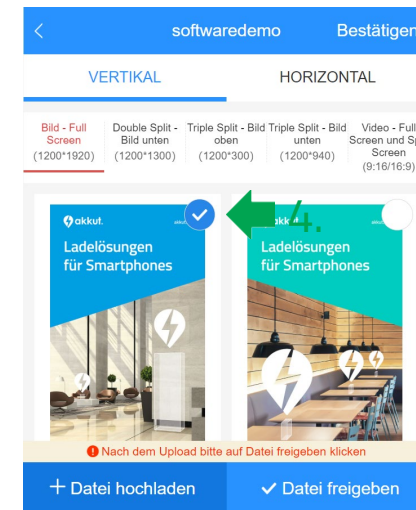 softwaredemo
Bestätigen
VERTIKAL
HORIZONTAL
Bild - Full
Screen
(1200*1920)
Double Split -
Bild unten
(1200*1300)
Triple Split - Bild
oben
(1200*300)
Triple Split - Bild
unten
(1200*940)
Video - Full
Screen und Sp
Screen
(9:16/16:9)
akkut.
Ladelösungen
für Smartphones
4.
akkut.
Ladelösungen
für Smartphones
Nach dem Upload bitte auf Datei freigeben klicken
+ Datei hochladen
Datei freigeben